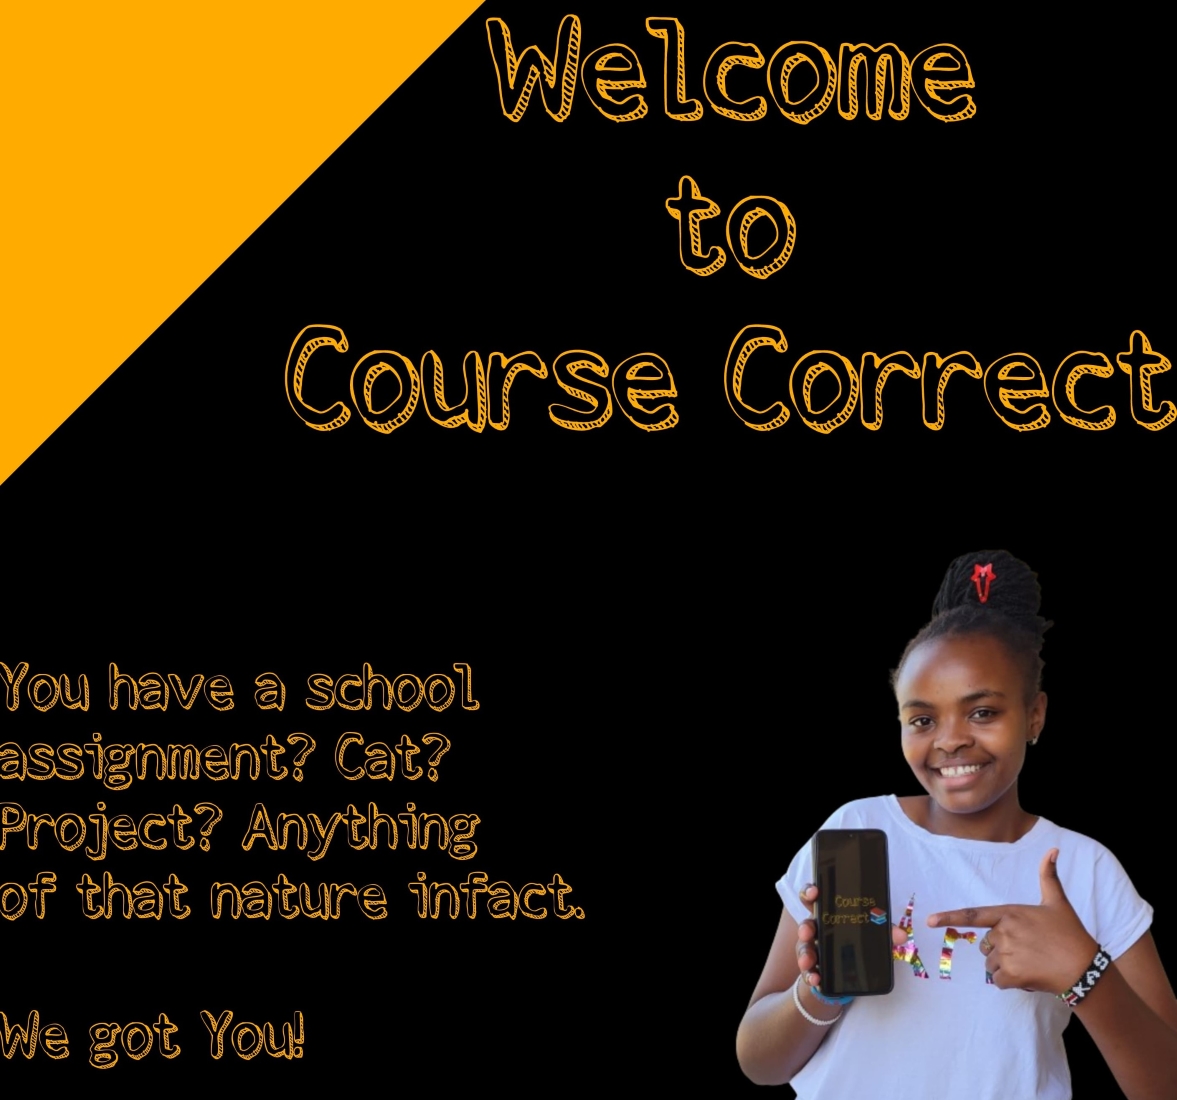 Welcome
to
Course Correct
You have a school
assignment? Cat?
Project? Anything
of that nature infact.
We got You!
Course
Correct
KAS